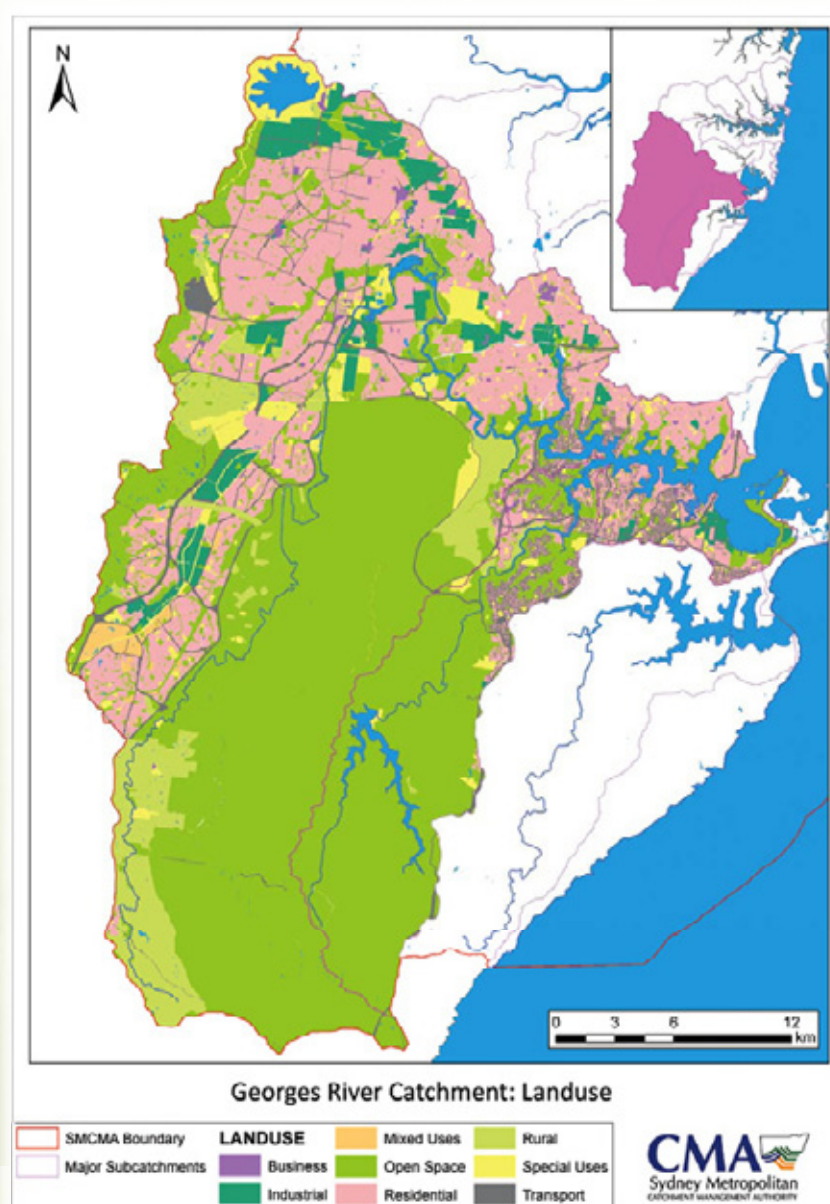 N
0 3 6 12
km
Georges River Catchment: Landuse
SMCMA Boundary
Major Subcatchments
LANDUSE
Business
Industrial
Mixed Uses
Open Space
Residential
Rural
Special Uses
Transport
CMA
Sydney Metropolitan
CATCHMENT MANAGEMENT AUTHORITY